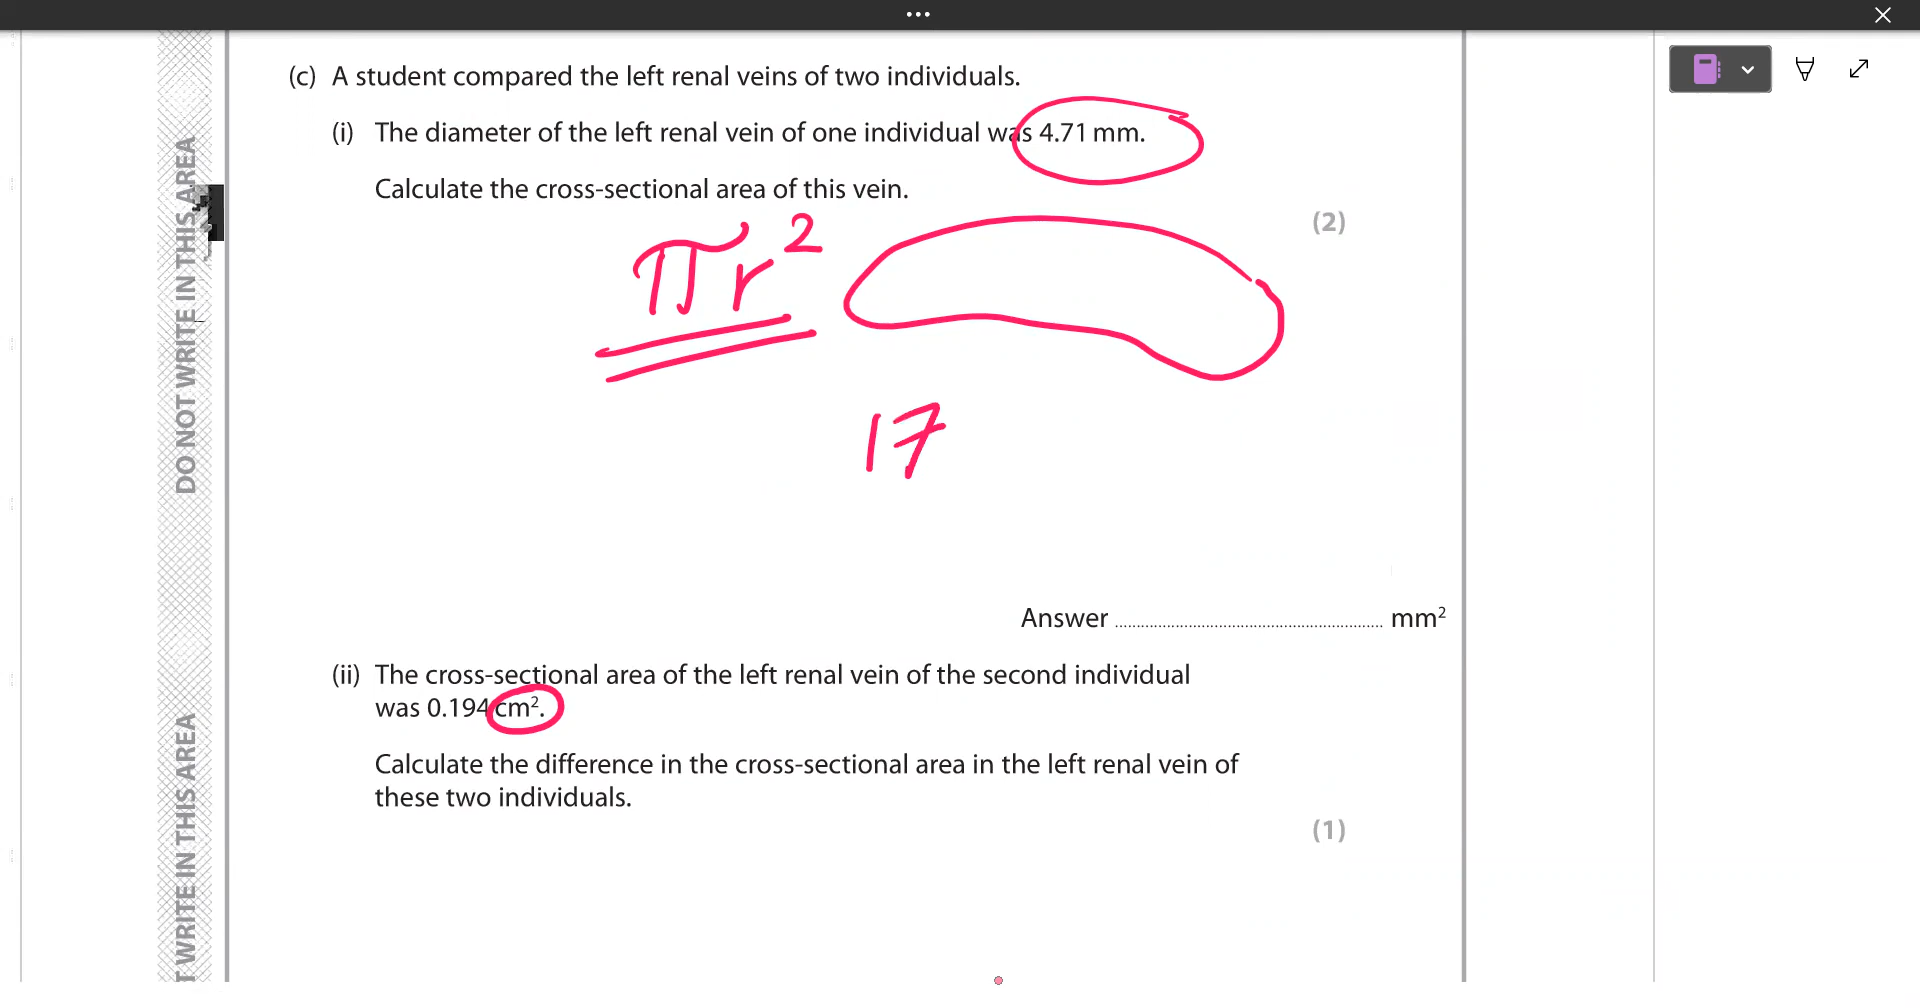 •••
(c) A student compared the left renal veins of two individuals.
(i) The diameter of the left renal vein of one individual was 4.71 mm.
Calculate the cross-sectional area of this vein.
(2)
πr²
17
Answer ............................................................ mm²
(ii) The cross-sectional area of the left renal vein of the second individual
was 0.194 cm².
Calculate the difference in the cross-sectional area in the left renal vein of
these two individuals.
(1)
DO NOT WRITE IN THIS AREA
T WRITE IN THIS AREA